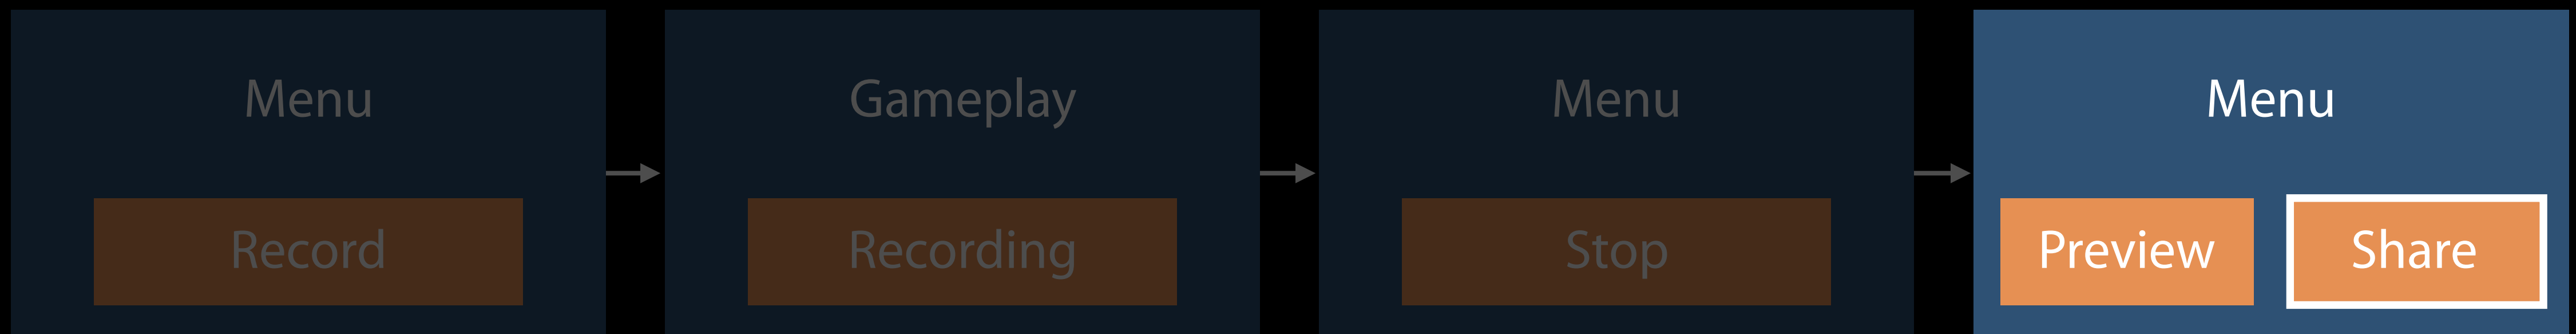 Menu
Record
Gameplay
Recording
Menu
Stop
Menu
Preview
Share